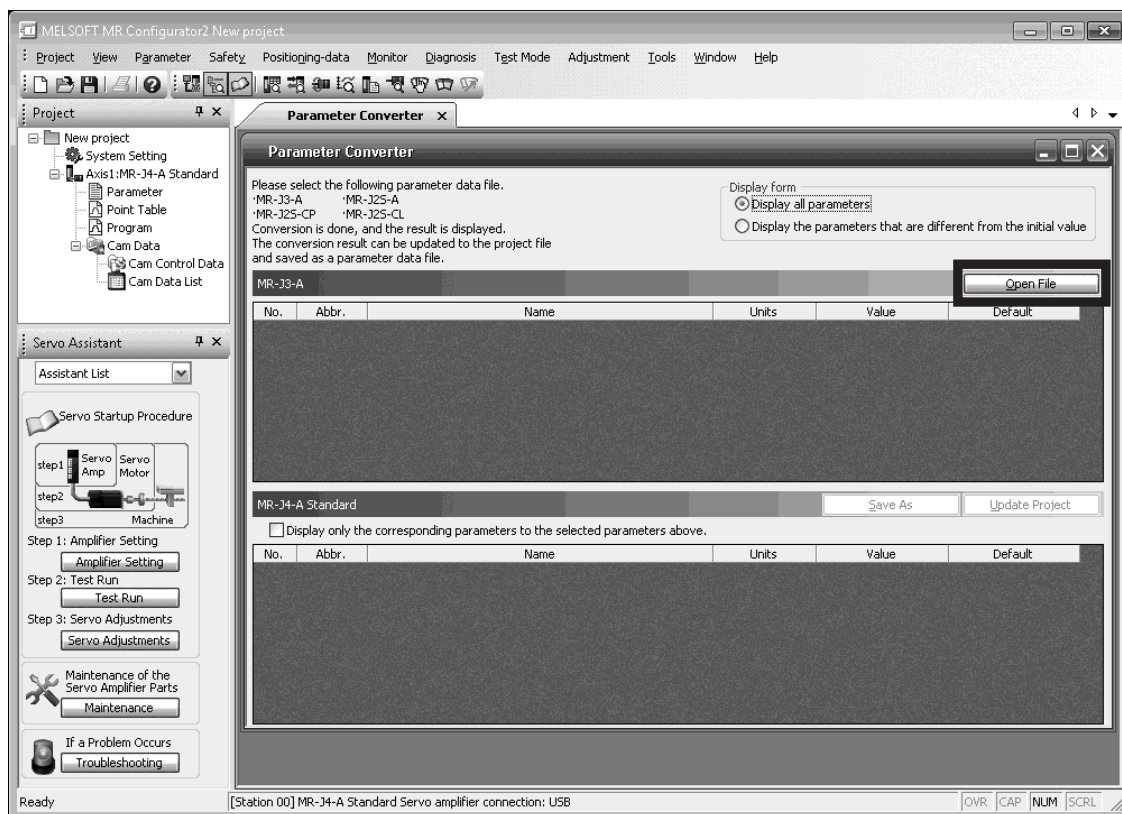 MELSOFT MR Configurator2 New project
Project View Parameter Safety Positioning-data Monitor Diagnosis Test Mode Adjustment Tools Window Help
Project
New project
System Setting
Axis1:MR-J4-A Standard
Parameter
Point Table
Program
Cam Data
Cam Control Data
Cam Data List
Servo Assistant
Assistant List
Servo Startup Procedure
step1
Servo Amp
Servo Motor
step2
step3
Machine
Step 1: Amplifier Setting
Amplifier Setting
Step 2: Test Run
Test Run
Step 3: Servo Adjustments
Servo Adjustments
Maintenance of the
Servo Amplifier Parts
Maintenance
If a Problem Occurs
Troubleshooting
Parameter Converter
Parameter Converter
Please select the following parameter data file.
·MR-J3-A ·MR-J2S-A
·MR-J2S-CP ·MR-J2S-CL
Conversion is done, and the result is displayed.
The conversion result can be updated to the project file
and saved as a parameter data file.
Display form
Display all parameters
Display the parameters that are different from the initial value
MR-J3-A
Open File
No. Abbr. Name Units Value Default
MR-J4-A Standard
Save As
Update Project
Display only the corresponding parameters to the selected parameters above.
No. Abbr. Name Units Value Default
Ready
[Station 00] MR-J4-A Standard Servo amplifier connection: USB
OVR CAP NUM SCRL